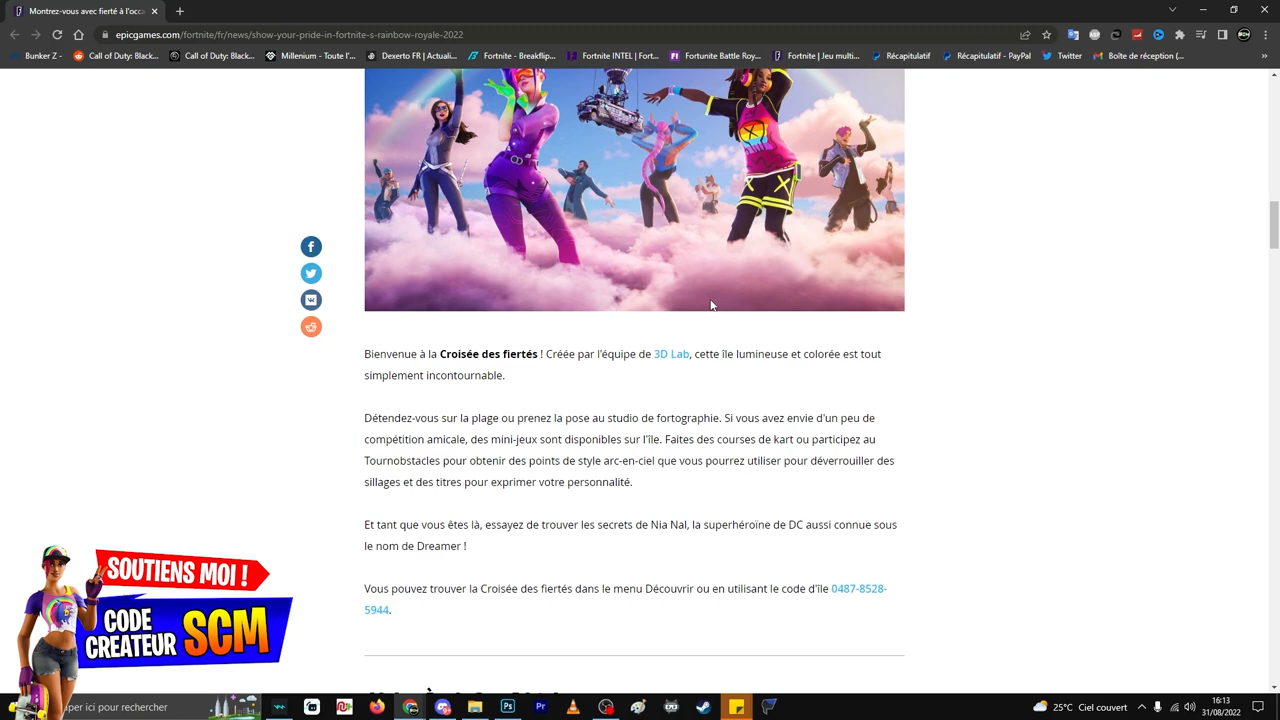 Montrez-vous avec fierté à l'occa
epicgames.com/fortnite/fr/news/show-your-pride-in-fortnite-s-rainbow-royale-2022
Bunker Z - Call of Duty: Black... Call of Duty: Black... Millenium - Toute l'... Dexerto FR | Actuali... Fortnite - Breakflip... Fortnite INTEL | Fort... Fortunite Battle Roy... Fortnite | Jeu multi... Récapitulatif Récapitulatif - PayPal Twitter Boîte de réception (... »
Bienvenue à la Croisée des fiertés ! Créée par l'équipe de 3D Lab, cette île lumineuse et colorée est tout
simplement incontournable.
Détendez-vous sur la plage ou prenez la pose au studio de fortographie. Si vous avez envie d'un peu de
compétition amicale, des mini-jeux sont disponibles sur l'île. Faites des courses de kart ou participez au
Tournobstacles pour obtenir des points de style arc-en-ciel que vous pourrez utiliser pour déverrouiller des
sillages et des titres pour exprimer votre personnalité.
Et tant que vous êtes là, essayez de trouver les secrets de Nia Nal, la superhéroïne de DC aussi connue sous
le nom de Dreamer !
Vous pouvez trouver la Croisée des fiertés dans le menu Découvrir ou en utilisant le code d'île 0487-8528-
5944.
SOUTIENS MOI !
CODE
CREATEUR SCM
per ici pour rechercher
25°C Ciel couvert
16:13
31/08/2022